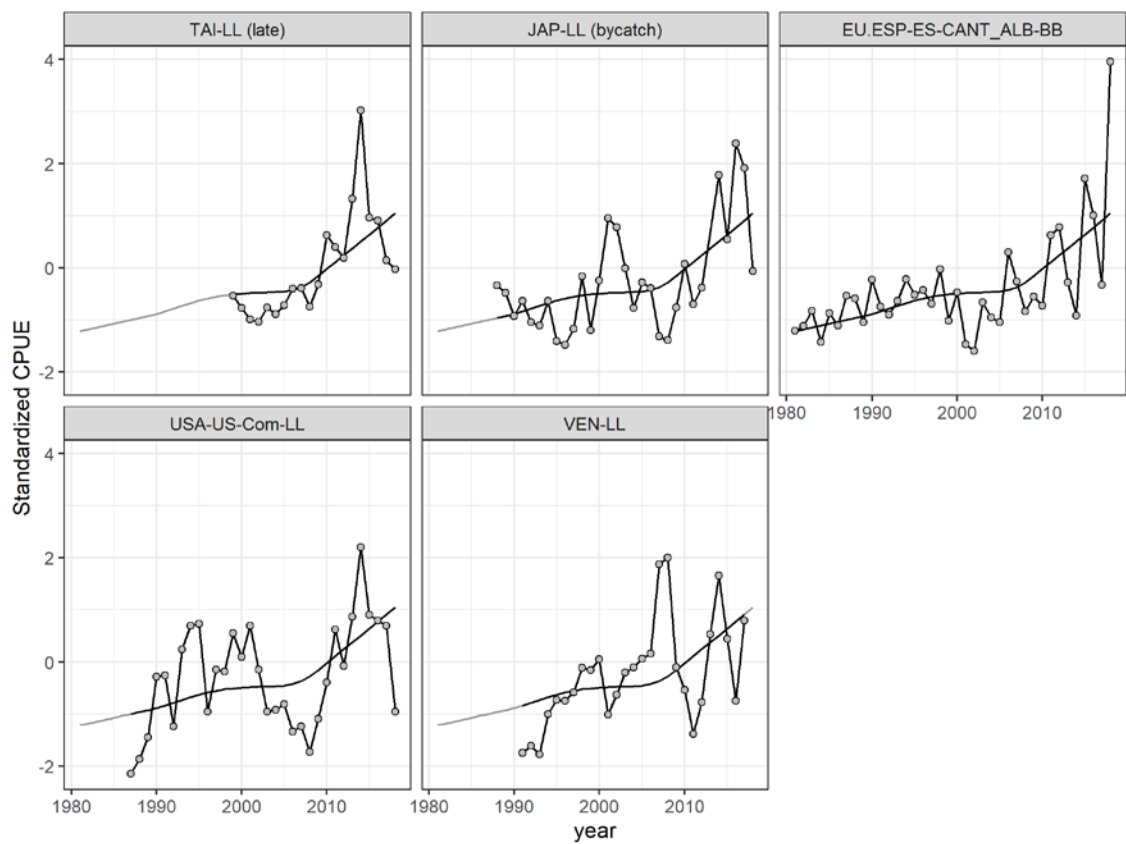 TAI-LL (late)
JAP-LL (bycatch)
EU.ESP-ES-CANT_ALB-BB
4
2
0
-2
1980 1990 2000 2010
USA-US-Com-LL
VEN-LL
4
2
0
-2
1980 1990 2000 2010
1980 1990 2000 2010
Standardized CPUE
year